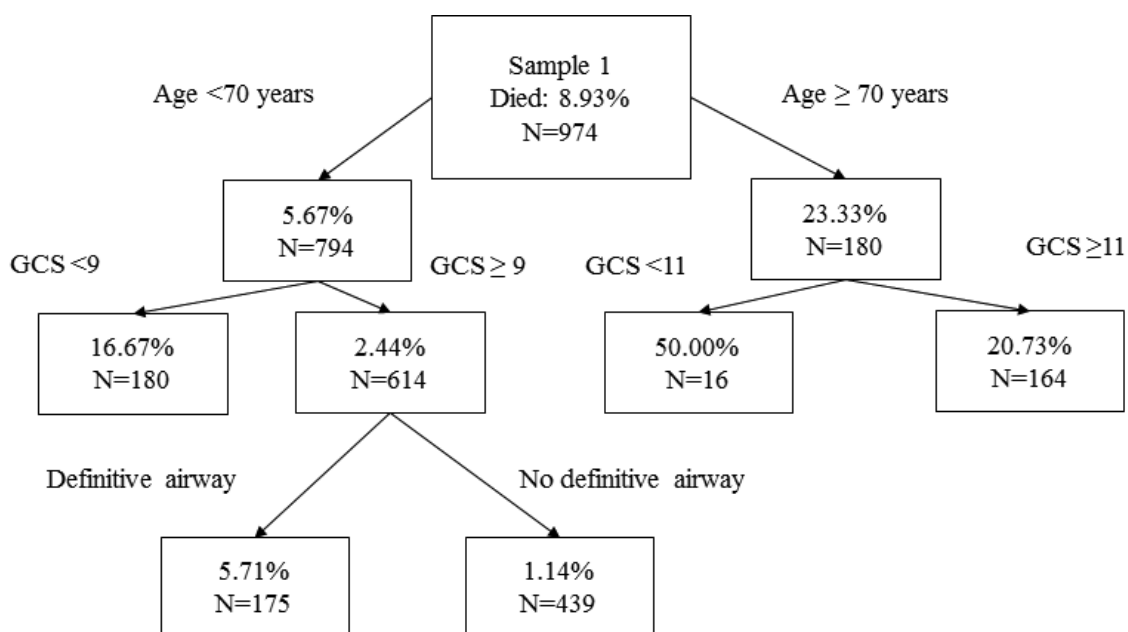 Sample 1
Died: 8.93%
N=974
Age <70 years
Age ≥ 70 years
5.67%
N=794
23.33%
N=180
GCS <9
GCS ≥ 9
GCS <11
GCS ≥11
16.67%
N=180
2.44%
N=614
50.00%
N=16
20.73%
N=164
Definitive airway
No definitive airway
5.71%
N=175
1.14%
N=439